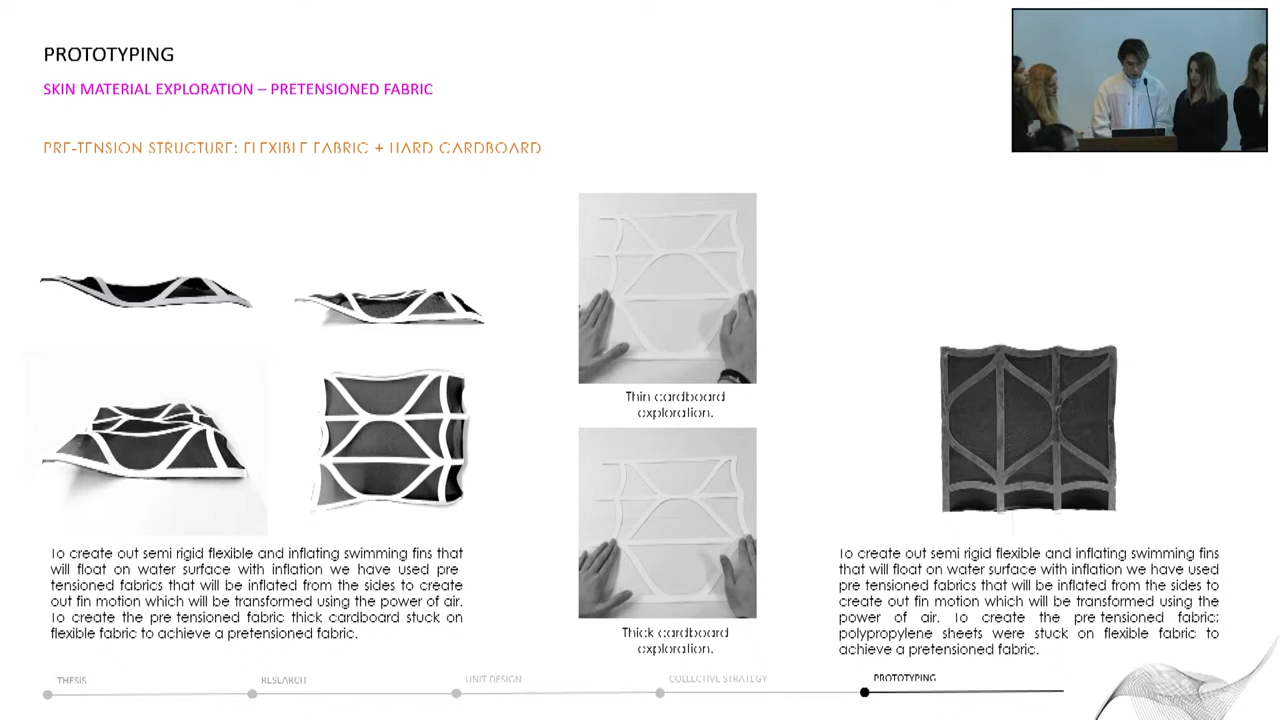 PROTOTYPING
SKIN MATERIAL EXPLORATION – PRETENSIONED FABRIC
PRE-TENSION STRUCTURE: FLEXIBLE FABRIC + HARD CARDBOARD
Thin cardboard
exploration.
Thick cardboard
exploration.
To create out semi rigid flexible and inflating swimming fins that
will float on water surface with inflation we have used pre
tensioned fabrics that will be inflated from the sides to create
out fin motion which will be transformed using the power of air.
To create the pre tensioned fabric thick cardboard stuck on
flexible fabric to achieve a pretensioned fabric.
To create out semi rigid flexible and inflating swimming fins
that will float on water surface with inflation we have used
pre tensioned fabrics that will be inflated from the sides to
create out fin motion which will be transformed using the
power of air. To create the pre tensioned fabric;
polypropylene sheets were stuck on flexible fabric to
achieve a pretensioned fabric.
THESIS
RESEARCH
UNIT DESIGN
COLLECTIVE STRATEGY
PROTOTYPING